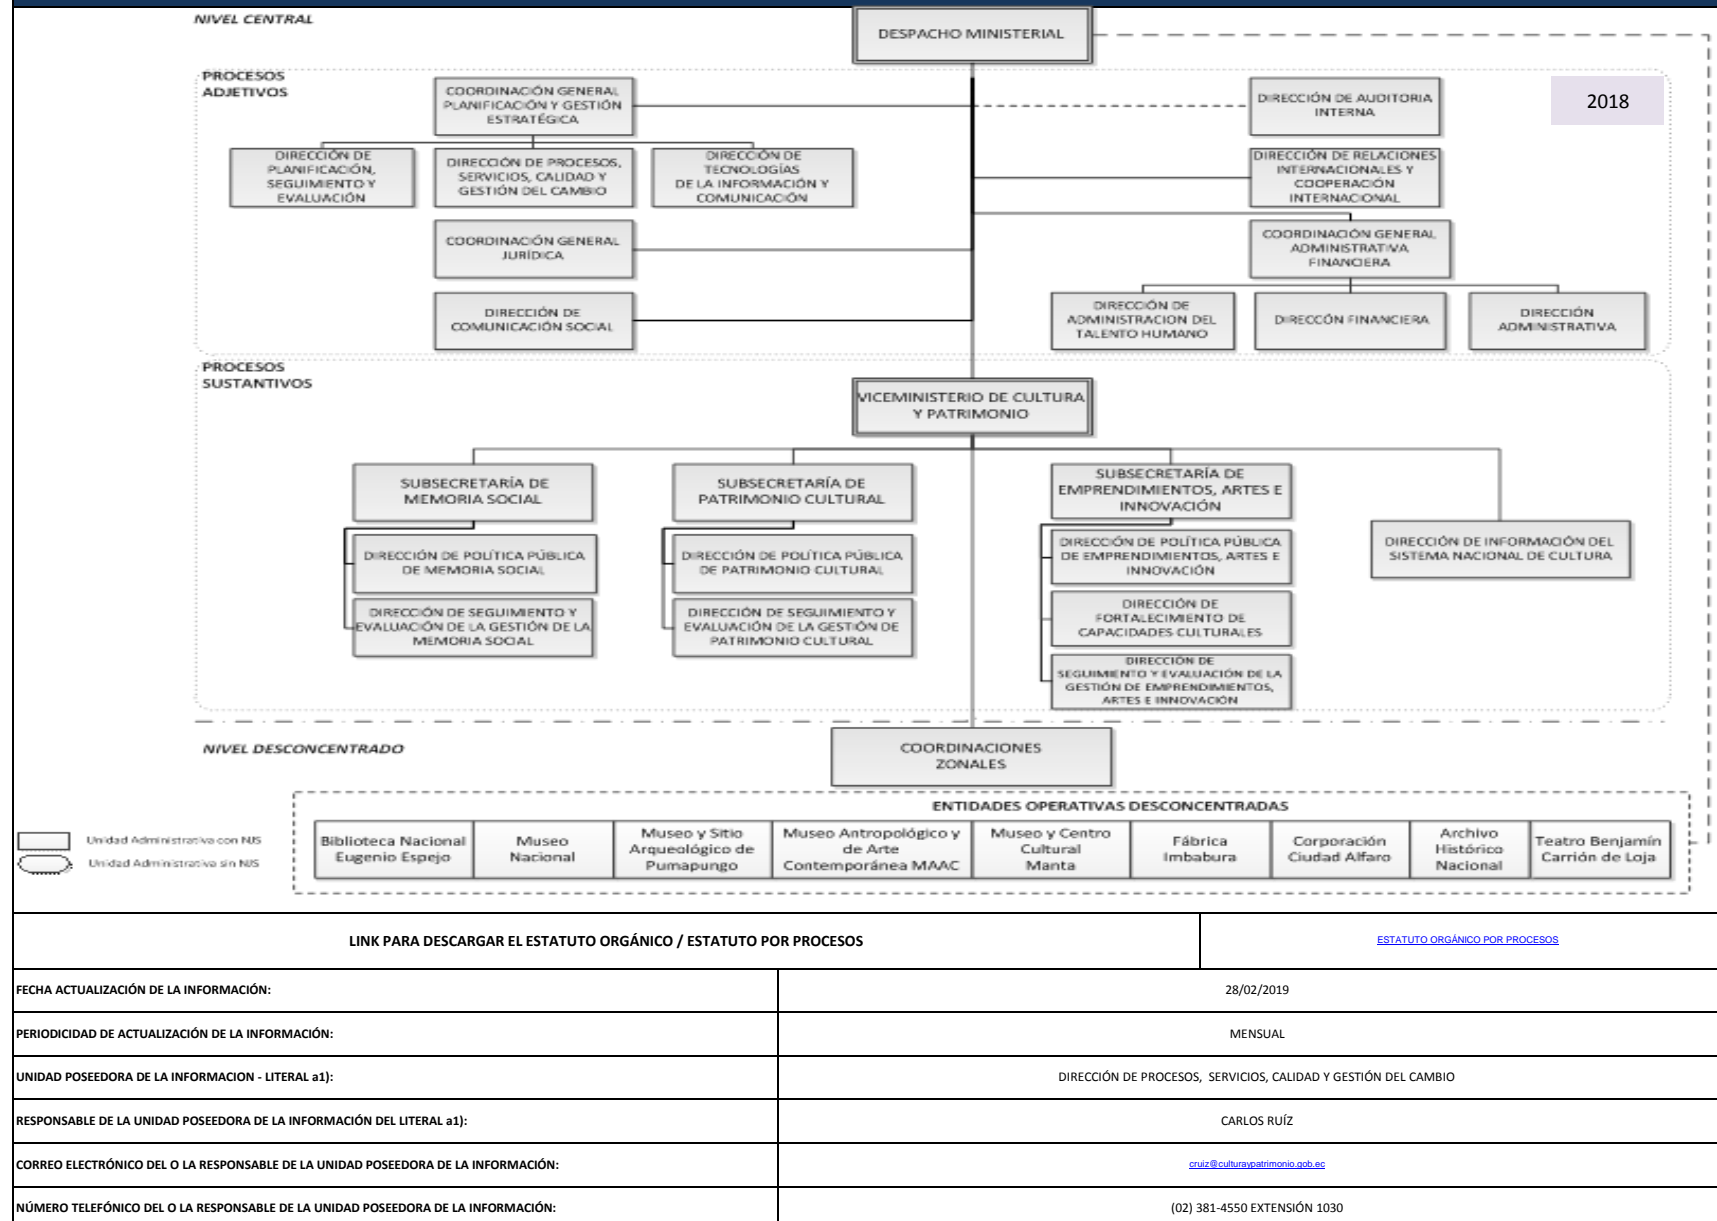 NIVEL CENTRAL
DESPACHO MINISTERIAL
PROCESOS
ADJETIVOS
COORDINACIÓN GENERAL
PLANIFICACIÓN Y GESTIÓN
ESTRATÉGICA
DIRECCIÓN DE AUDITORIA
INTERNA
2018
DIRECCIÓN DE
PLANIFICACIÓN,
SEGUIMIENTO Y
EVALUACIÓN
DIRECCIÓN DE PROCESOS,
SERVICIOS, CALIDAD Y
GESTIÓN DEL CAMBIO
DIRECCIÓN DE
TECNOLOGÍAS
DE LA INFORMACIÓN Y
COMUNICACIÓN
DIRECCIÓN DE RELACIONES
INTERNACIONALES Y
COOPERACIÓN
INTERNACIONAL
COORDINACIÓN GENERAL
JURÍDICA
COORDINACIÓN GENERAL
ADMINISTRATIVA
FINANCIERA
DIRECCIÓN DE
COMUNICACIÓN SOCIAL
DIRECCIÓN DE
ADMINISTRACION DEL
TALENTO HUMANO
DIRECCÓN FINANCIERA
DIRECCIÓN
ADMINISTRATIVA
PROCESOS
SUSTANTIVOS
VICEMINISTERIO DE CULTURA
Y PATRIMONIO
SUBSECRETARÍA DE
MEMORIA SOCIAL
SUBSECRETARÍA DE
PATRIMONIO CULTURAL
SUBSECRETARÍA DE
EMPRENDIMIENTOS, ARTES E
INNOVACIÓN
DIRECCIÓN DE INFORMACIÓN DEL
SISTEMA NACIONAL DE CULTURA
DIRECCIÓN DE POLÍTICA PÚBLICA
DE MEMORIA SOCIAL
DIRECCIÓN DE POLÍTICA PÚBLICA
DE PATRIMONIO CULTURAL
DIRECCIÓN DE POLÍTICA PÚBLICA
DE EMPRENDIMIENTOS, ARTES E
INNOVACIÓN
DIRECCIÓN DE SEGUIMIENTO Y
EVALUACIÓN DE LA GESTIÓN DE LA
MEMORIA SOCIAL
DIRECCIÓN DE SEGUIMIENTO Y
EVALUACIÓN DE LA GESTIÓN DE
PATRIMONIO CULTURAL
DIRECCIÓN DE
FORTALECIMIENTO DE
CAPACIDADES CULTURALES
DIRECCIÓN DE
SEGUIMIENTO Y EVALUACIÓN DE LA
GESTIÓN DE EMPRENDIMIENTOS,
ARTES E INNOVACIÓN
NIVEL DESCONCENTRADO
COORDINACIONES
ZONALES
ENTIDADES OPERATIVAS DESCONCENTRADAS
Unidad Administrativa con NJS
Unidad Administrativa sin NJS
Biblioteca Nacional
Eugenio Espejo
Museo
Nacional
Museo y Sitio
Arqueológico de
Pumapungo
Museo Antropológico y
de Arte
Contemporánea MAAC
Museo y Centro
Cultural
Manta
Fábrica
Imbabura
Corporación
Ciudad Alfaro
Archivo
Histórico
Nacional
Teatro Benjamín
Carrión de Loja
LINK PARA DESCARGAR EL ESTATUTO ORGÁNICO / ESTATUTO POR PROCESOS
ESTATUTO ORGÁNICO POR PROCESOS
FECHA ACTUALIZACIÓN DE LA INFORMACIÓN:
28/02/2019
PERIODICIDAD DE ACTUALIZACIÓN DE LA INFORMACIÓN:
MENSUAL
UNIDAD POSEEDORA DE LA INFORMACION - LITERAL a1):
DIRECCIÓN DE PROCESOS, SERVICIOS, CALIDAD Y GESTIÓN DEL CAMBIO
RESPONSABLE DE LA UNIDAD POSEEDORA DE LA INFORMACIÓN DEL LITERAL a1):
CARLOS RUÍZ
CORREO ELECTRÓNICO DEL O LA RESPONSABLE DE LA UNIDAD POSEEDORA DE LA INFORMACIÓN:
cruiz@culturaypatrimonio.gob.ec
NÚMERO TELEFÓNICO DEL O LA RESPONSABLE DE LA UNIDAD POSEEDORA DE LA INFORMACIÓN:
(02) 381-4550 EXTENSIÓN 1030